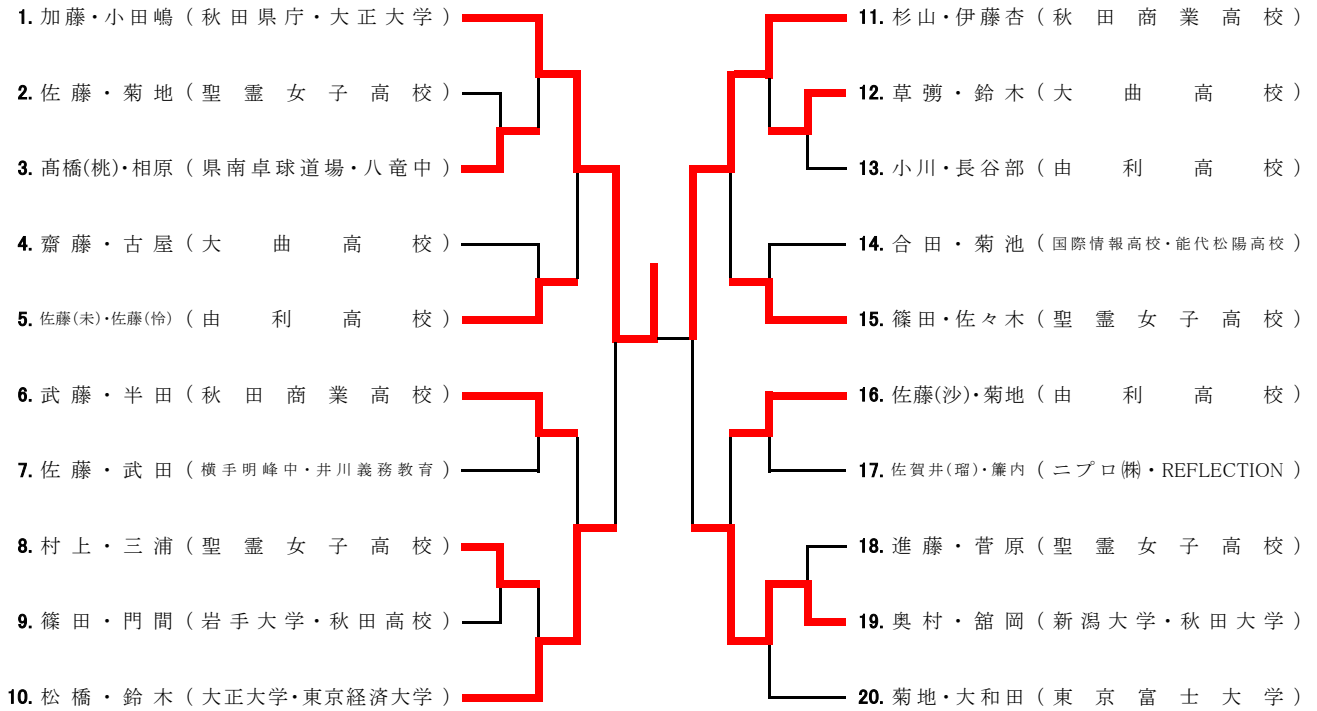 1. 加藤・小田嶋（秋田県庁・大正大学）
2. 佐藤・菊地（聖霊女子高校）
3. 髙橋(桃)・相原（県南卓球道場・八竜中）
4. 齋藤・古屋（大曲高校）
5. 佐藤(未)・佐藤(怜)（由利高校）
6. 武藤・半田（秋田商業高校）
7. 佐藤・武田（横手明峰中・井川義務教育）
8. 村上・三浦（聖霊女子高校）
9. 篠田・門間（岩手大学・秋田高校）
10. 松橋・鈴木（大正大学・東京経済大学）
11. 杉山・伊藤杏（秋田商業高校）
12. 草彅・鈴木（大曲高校）
13. 小川・長谷部（由利高校）
14. 合田・菊池（国際情報高校・能代松陽高校）
15. 篠田・佐々木（聖霊女子高校）
16. 佐藤(沙)・菊地（由利高校）
17. 佐賀井(瑠)・簾内（ニプロ㈱・REFLECTION）
18. 進藤・菅原（聖霊女子高校）
19. 奥村・舘岡（新潟大学・秋田大学）
20. 菊地・大和田（東京富士大学）